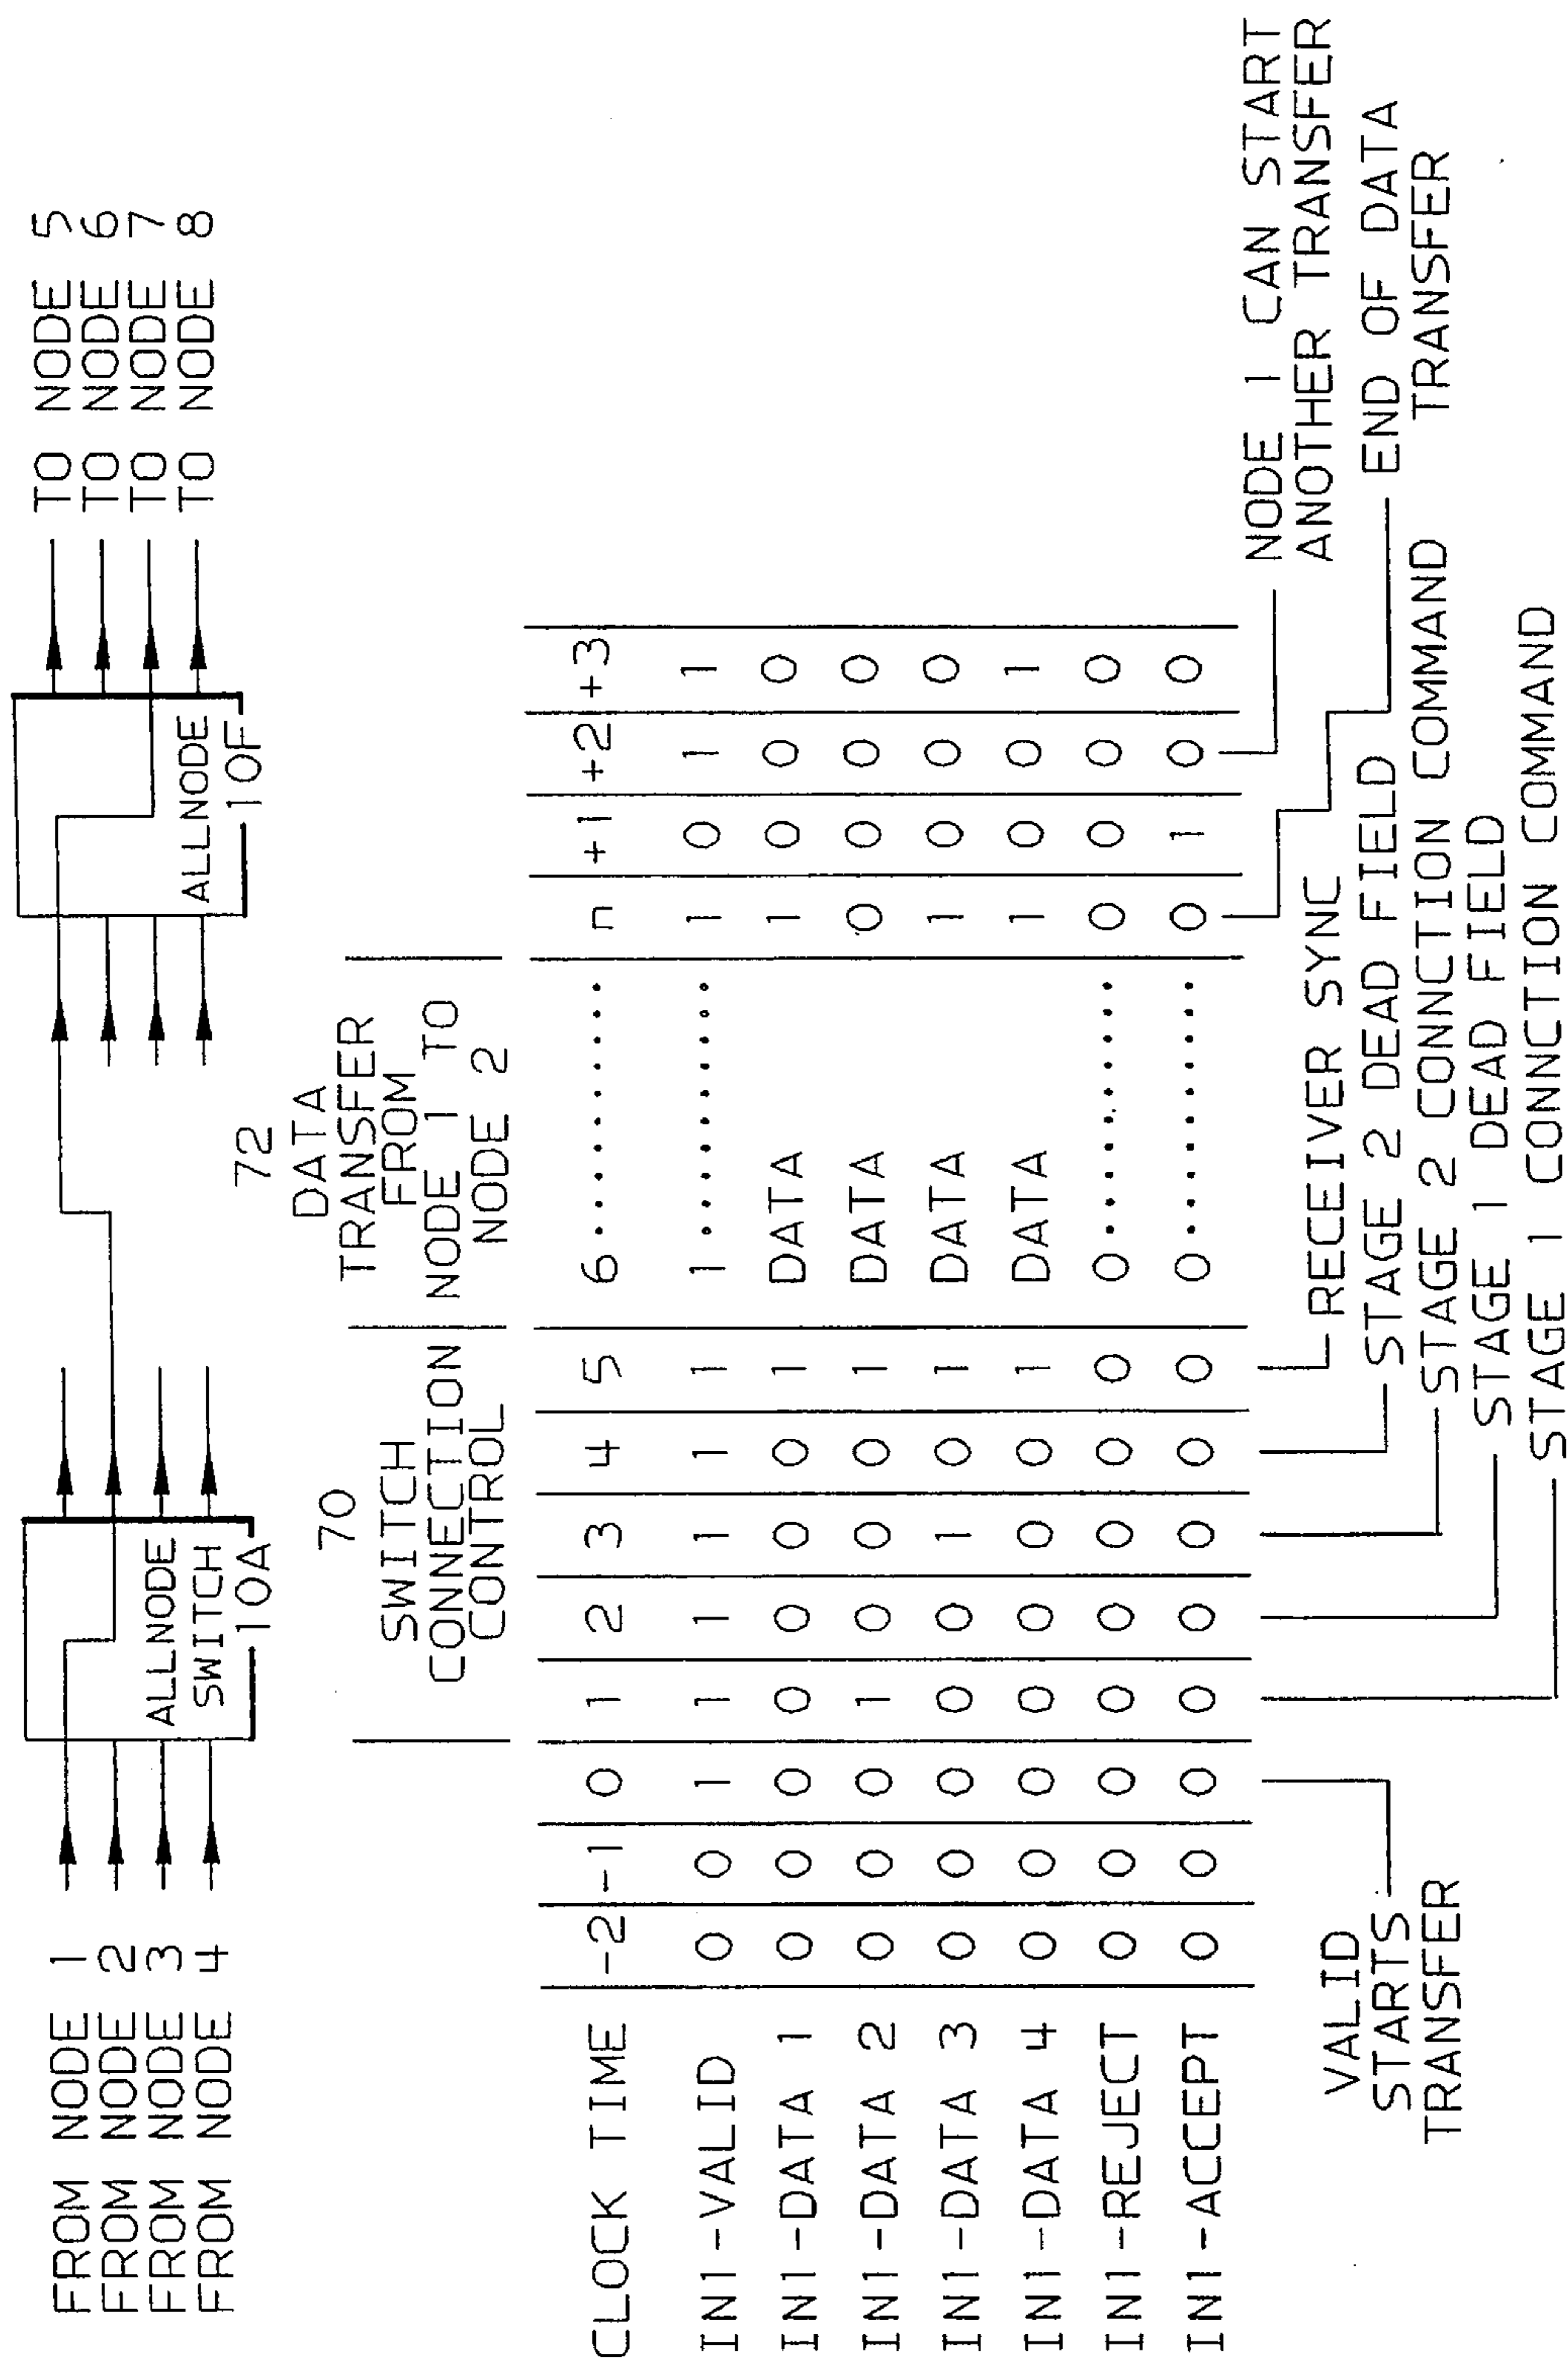 FROM NODE 1
FROM NODE 2
FROM NODE 3
FROM NODE 4
ALLNODE
SWITCH
10A
ALLNODE
10F
TO NODE 5
TO NODE 6
TO NODE 7
TO NODE 8
70
SWITCH
CONNECTION
CONTROL
72
DATA
TRANSFER
FROM
NODE 1 TO
NODE 2
CLOCK TIME -2 -1 0 1 2 3 4 5 6.......... n +1 +2 +3
IN1-VALID 0 0 1 1 1 1 1 1 1.......... 1 0 1 1
IN1-DATA 1 0 0 0 0 0 0 0 1 DATA 1 0 0 0
IN1-DATA 2 0 0 0 1 0 0 0 1 DATA 0 0 0 0
IN1-DATA 3 0 0 0 0 0 1 0 1 DATA 1 0 0 0
IN1-DATA 4 0 0 0 0 0 0 0 1 DATA 1 0 0 1
IN1-REJECT 0 0 0 0 0 0 0 0 0.......... 0 0 0 0
IN1-ACCEPT 0 0 0 0 0 0 0 0 0.......... 0 1 0 0
VALID
STARTS
TRANSFER
NODE 1 CAN START
ANOTHER TRANSFER
RECEIVER SYNC
END OF DATA
TRANSFER
STAGE 2 DEAD FIELD
STAGE 2 CONNCTION COMMAND
STAGE 1 DEAD FIELD
STAGE 1 CONNCTION COMMAND